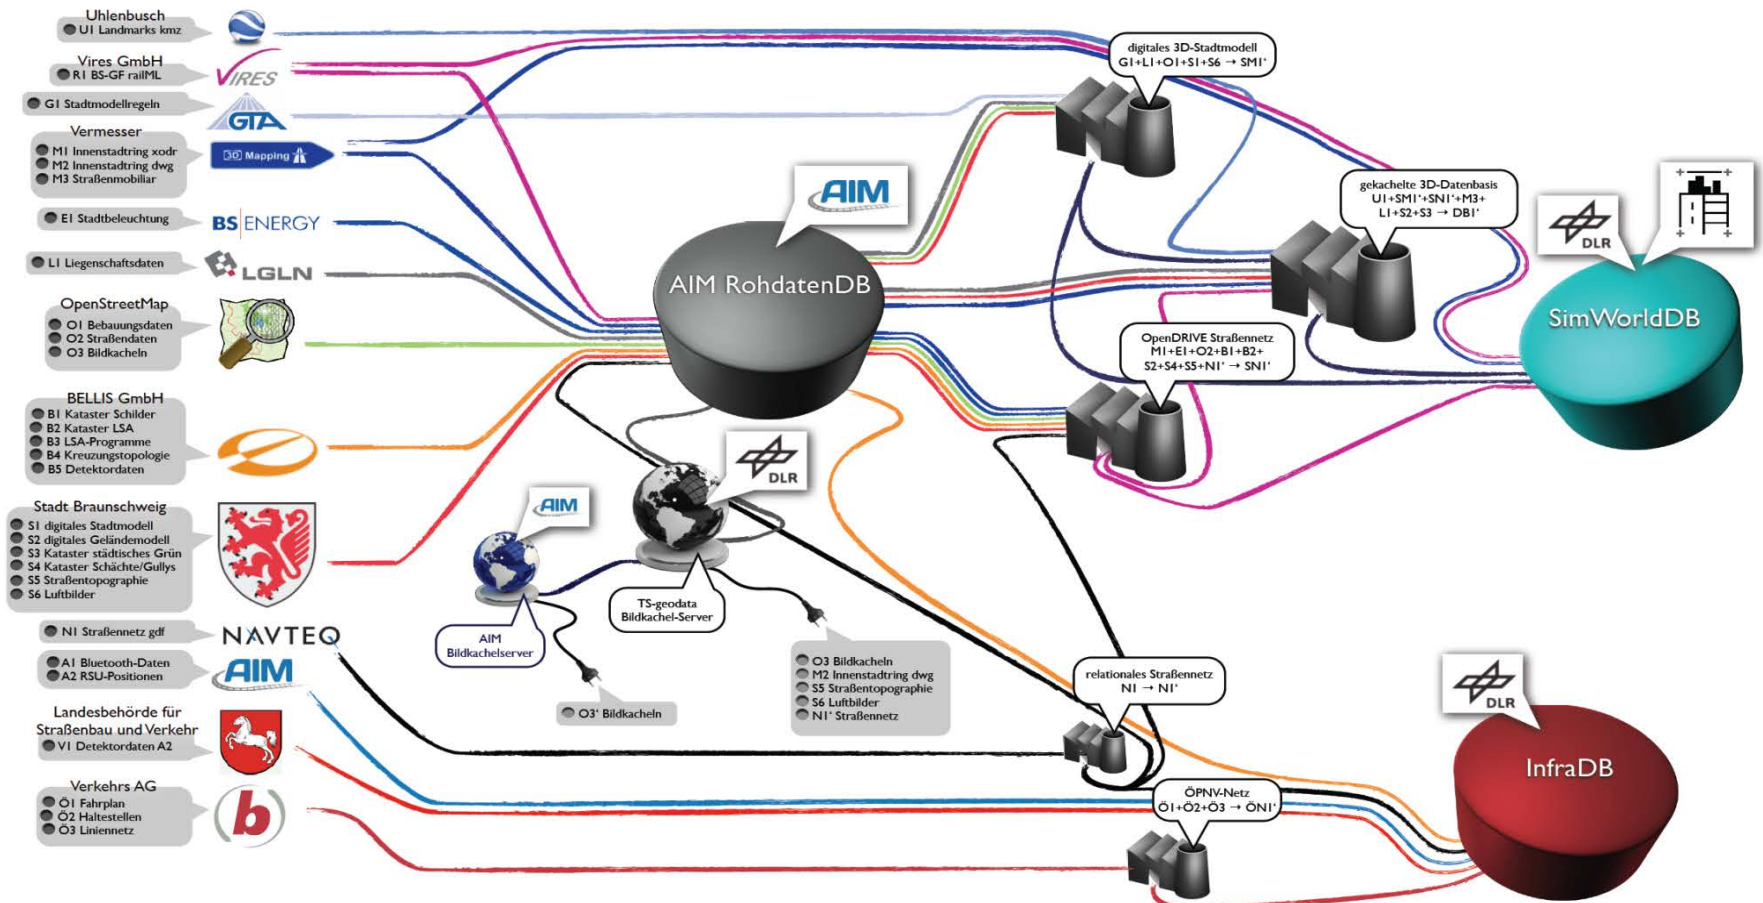 Uhlenbusch
U1 Landmarks kmz
Vires GmbH
R1 BS-GF railML
VIRES
G1 Stadtmodellregeln
GTA
Vermesser
M1 Innenstadtring xodr
M2 Innenstadtring dwg
M3 Straßenmobiliar
3D Mapping
E1 Stadtbeleuchtung
BS|ENERGY
L1 Liegenschaftsdaten
LGLN
OpenStreetMap
O1 Bebauungsdaten
O2 Straßendaten
O3 Bildkacheln
BELLIS GmbH
B1 Kataster Schilder
B2 Kataster LSA
B3 LSA-Programme
B4 Kreuzungstopologie
B5 Detektordaten
Stadt Braunschweig
S1 digitales Stadtmodell
S2 digitales Geländemodell
S3 Kataster städtisches Grün
S4 Kataster Schächte/Gullys
S5 Straßentopographie
S6 Luftbilder
N1 Straßennetz gdf
NAVTEQ
A1 Bluetooth-Daten
A2 RSU-Positionen
AIM
Landesbehörde für
Straßenbau und Verkehr
V1 Detektordaten A2
Verkehrs AG
Ö1 Fahrplan
Ö2 Haltestellen
Ö3 Liniennetz
b
AIM
AIM RohdatenDB
DLR
TS-geodata
Bildkachel-Server
AIM
AIM
Bildkachelserver
O3' Bildkacheln
O3 Bildkacheln
M2 Innenstadtring dwg
S5 Straßentopographie
S6 Luftbilder
N1' Straßennetz
digitales 3D-Stadtmodell
G1+L1+O1+S1+S6 → SM1'
gekachelte 3D-Datenbasis
U1+SM1'+SN1'+M3+
L1+S2+S3 → DB1'
OpenDRIVE Straßennetz
M1+E1+O2+B1+B2+
S2+S4+S5+N1' → SN1'
relationales Straßennetz
N1 → N1'
ÖPNV-Netz
Ö1+Ö2+Ö3 → ÖN1'
DLR
SimWorldDB
DLR
InfraDB